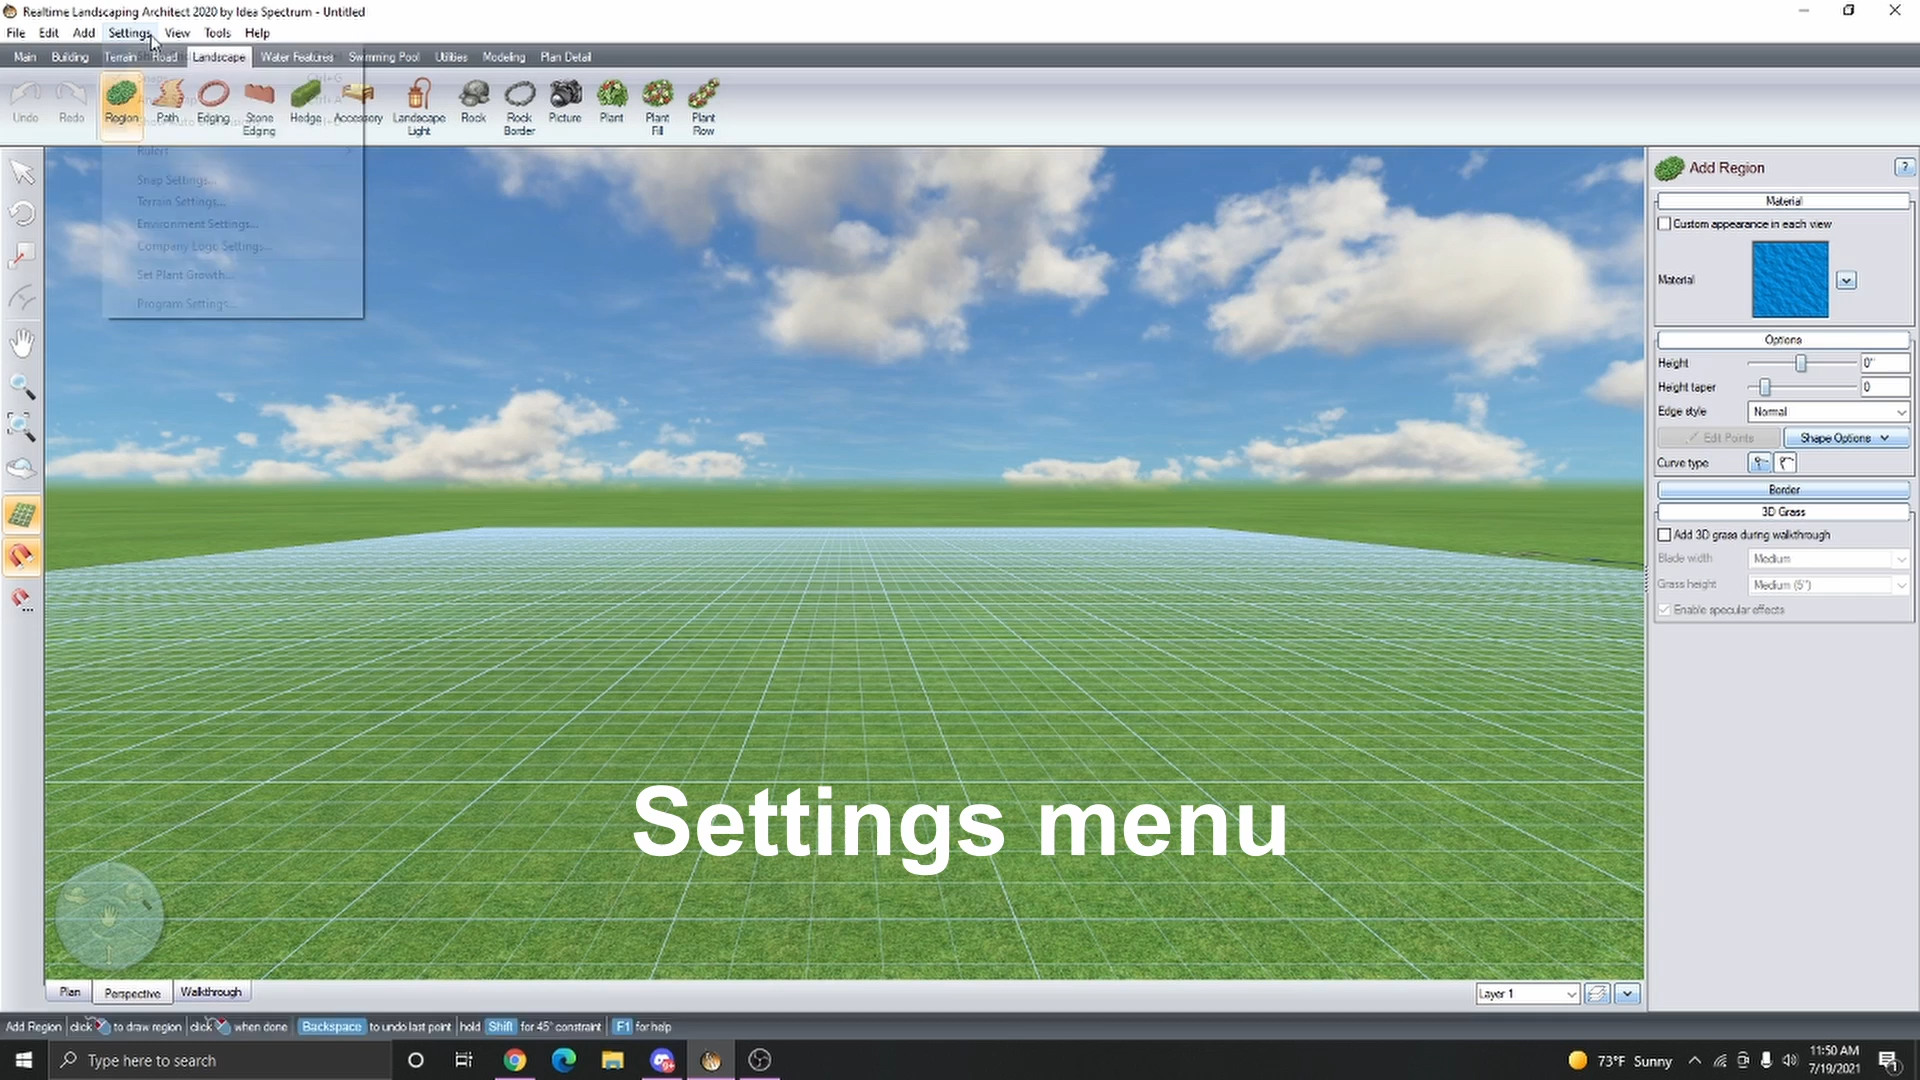 Realtime Landscaping Architect 2020 by Idea Spectrum - Untitled
File Edit Add Settings View Tools Help
Main Building Terrain Road Landscape Water Features Swimming Pool Utilities Modeling Plan Detail
Undo Redo Region Path Edging Stone Edging Hedge Accessory Landscape Light Rock Rock Border Picture Plant Plant Fill Plant Row
Ctrl+G
Rulers
Snap Settings...
Terrain Settings...
Environment Settings...
Company Logo Settings...
Set Plant Growth...
Program Settings...
Add Region
?
Material
Custom appearance in each view
Material
Options
Height 0"
Height taper 0
Edge style Normal
Edit Points Shape Options
Curve type
Border
3D Grass
Add 3D grass during walkthrough
Blade width Medium
Grass height Medium (5")
Enable specular effects
Settings menu
Plan Perspective Walkthrough
Layer 1
Add Region click to draw region click when done Backspace to undo last point hold Shift for 45° constraint F1 for help
Type here to search
73°F Sunny
11:50 AM
7/19/2021